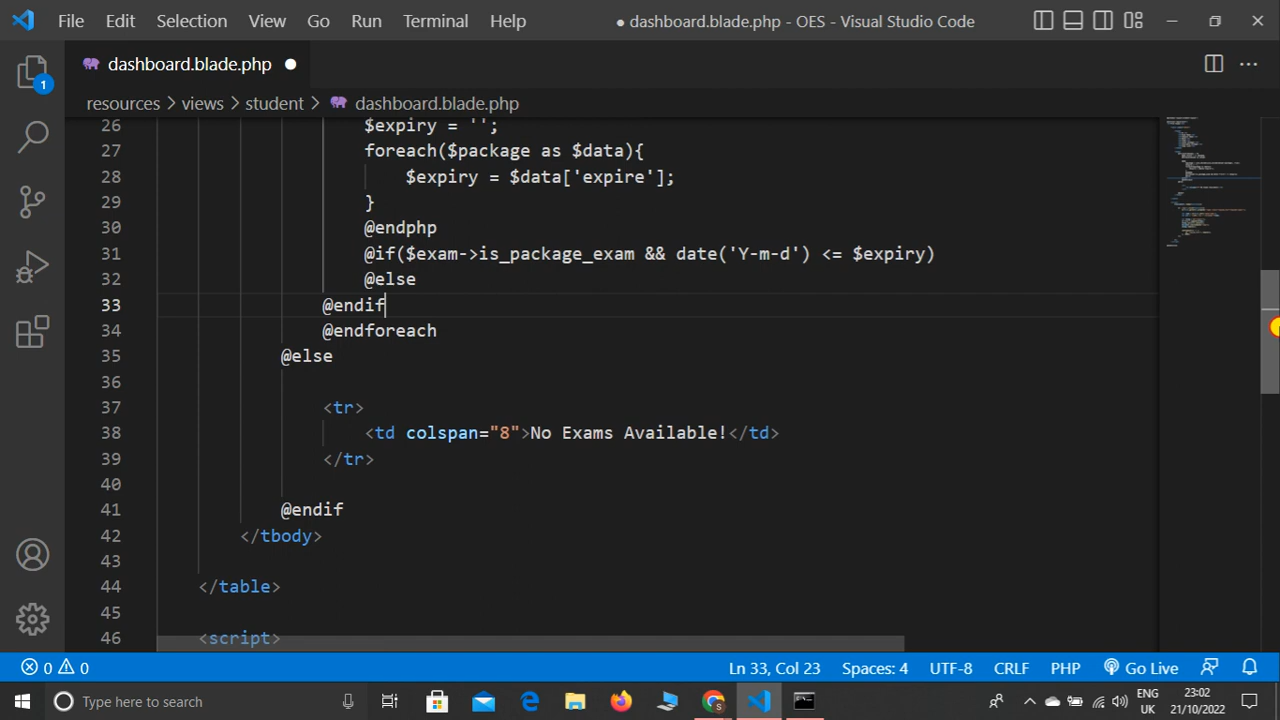 File Edit Selection View Go Run Terminal Help ● dashboard.blade.php - OES - Visual Studio Code
dashboard.blade.php ●
1
resources > views > student > dashboard.blade.php
26 $expiry = '';
27 foreach($package as $data){
28 $expiry = $data['expire'];
29 }
30 @endphp
31 @if($exam->is_package_exam && date('Y-m-d') <= $expiry)
32 @else
33 @endif
34 @endforeach
35 @else
36
37 <tr>
38 <td colspan="8">No Exams Available!</td>
39 </tr>
40
41 @endif
42 </tbody>
43
44 </table>
45
46 <script>
0 0 Ln 33, Col 23 Spaces: 4 UTF-8 CRLF PHP Go Live
Type here to search ENG UK 23:02 21/10/2022